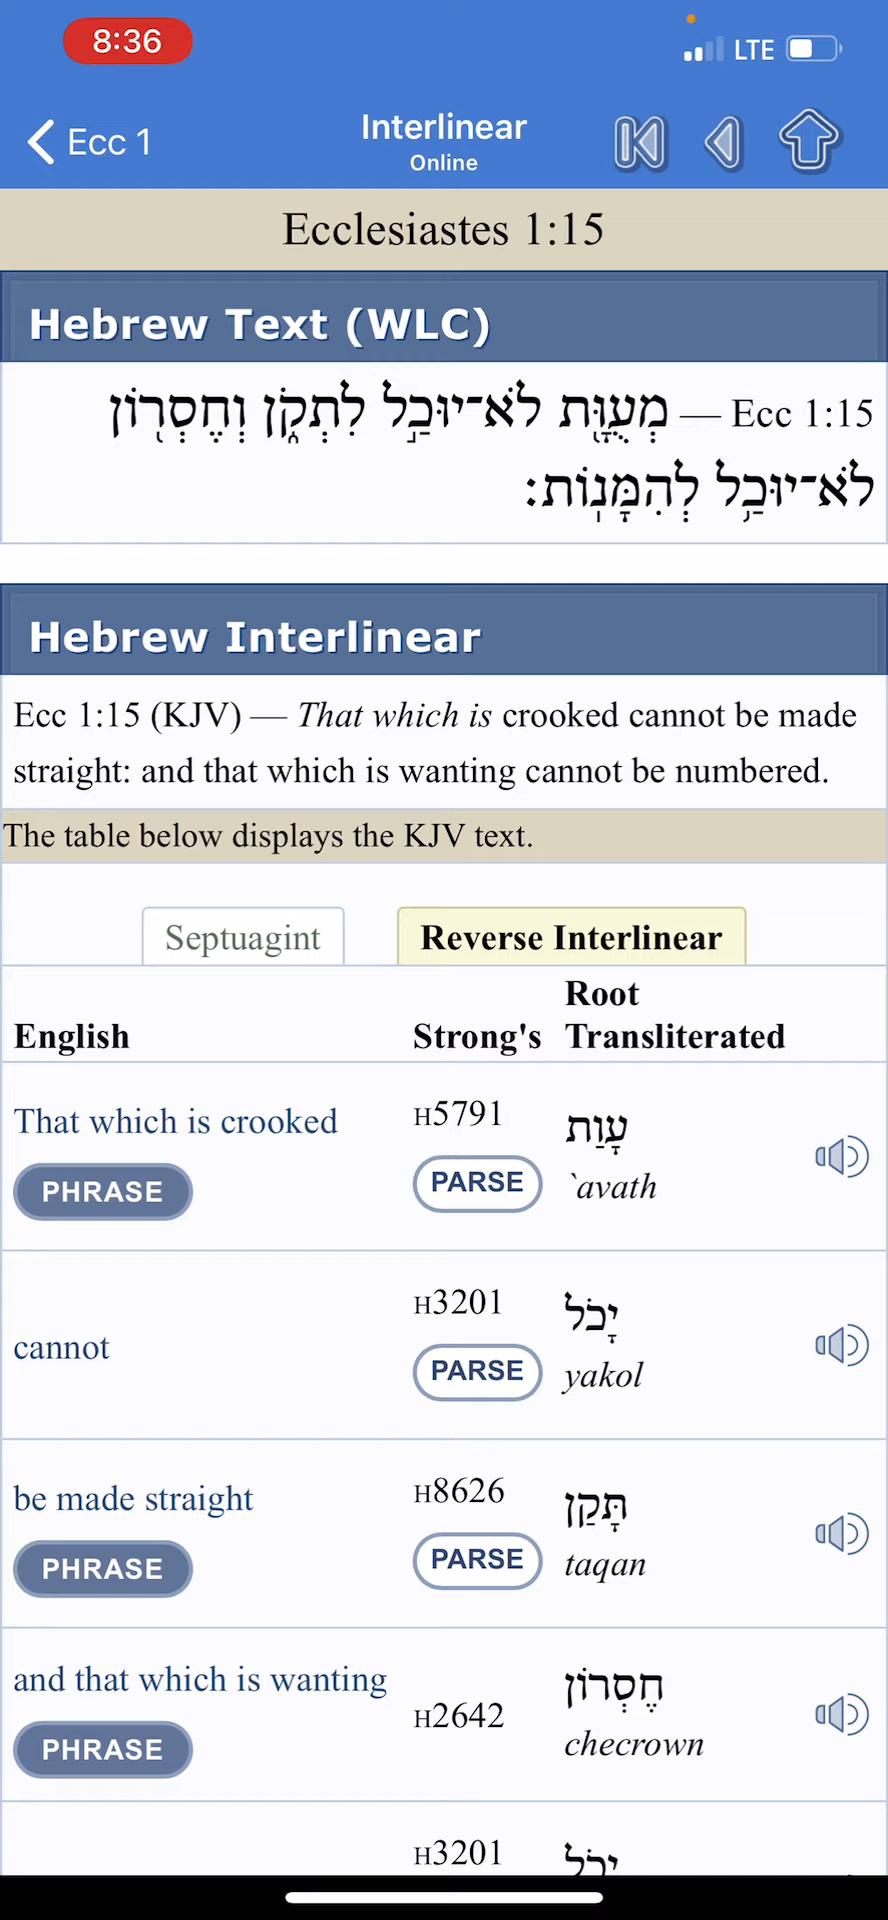 8:36
LTE
Ecc 1
Interlinear
Online
Ecclesiastes 1:15
Hebrew Text (WLC)
Ecc 1:15 — מְעֻוָּ֖ת לֹא־יוּכַ֣ל לִתְקֹ֑ן וְחֶסְר֖וֹן
לֹא־יוּכַ֥ל לְהִמָּנֽוֹת׃
Hebrew Interlinear
Ecc 1:15 (KJV) — That which is crooked cannot be made
straight: and that which is wanting cannot be numbered.
The table below displays the KJV text.
Septuagint
Reverse Interlinear
English
Strong's
Root
Transliterated
That which is crooked
PHRASE
H5791
PARSE
עָוַת
`avath
cannot
H3201
PARSE
יָכֹל
yakol
be made straight
PHRASE
H8626
PARSE
תָּקַן
taqan
and that which is wanting
PHRASE
H2642
חֶסְרוֹן
checrown
H3201
יָכֹל